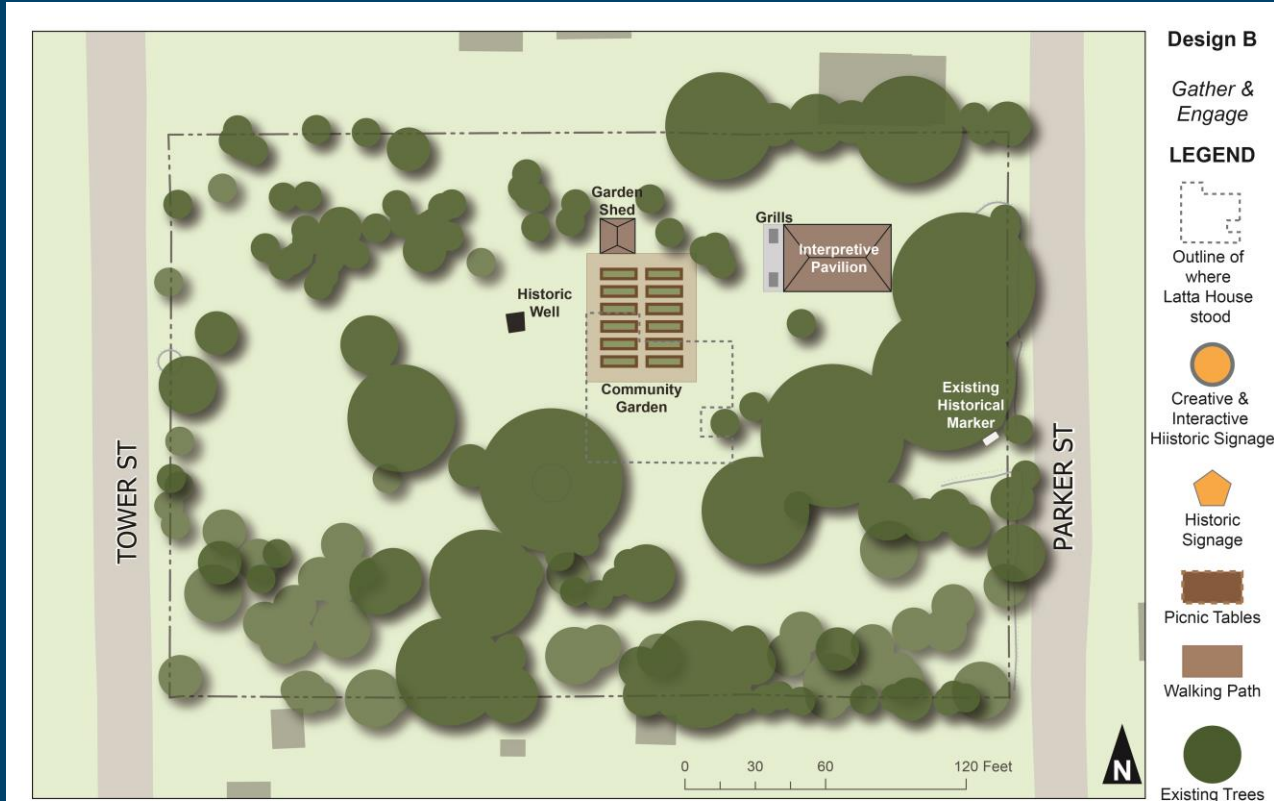 Design B
Gather &
Engage
LEGEND
Outline of
where
Latta House
stood
Creative &
Interactive
Hiistoric Signage
Historic
Signage
Picnic Tables
Walking Path
Existing Trees
Garden
Shed
Grills
Interpretive
Pavilion
Historic
Well
Community
Garden
Existing
Historical
Marker
TOWER ST
PARKER ST
0 30 60 120 Feet
N